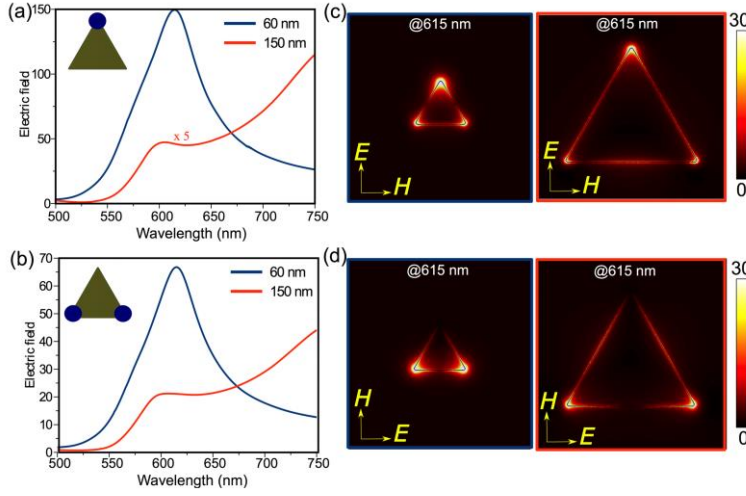 (a)
150
100
50
0
Electric field
60 nm
150 nm
x 5
500 550 600 650 700 750
Wavelength (nm)
(b)
70
60
50
40
30
20
10
0
Electric field
60 nm
150 nm
500 550 600 650 700 750
Wavelength (nm)
(c)
@615 nm
E
H
@615 nm
E
H
30
0
(d)
@615 nm
H
E
@615 nm
H
E
30
0